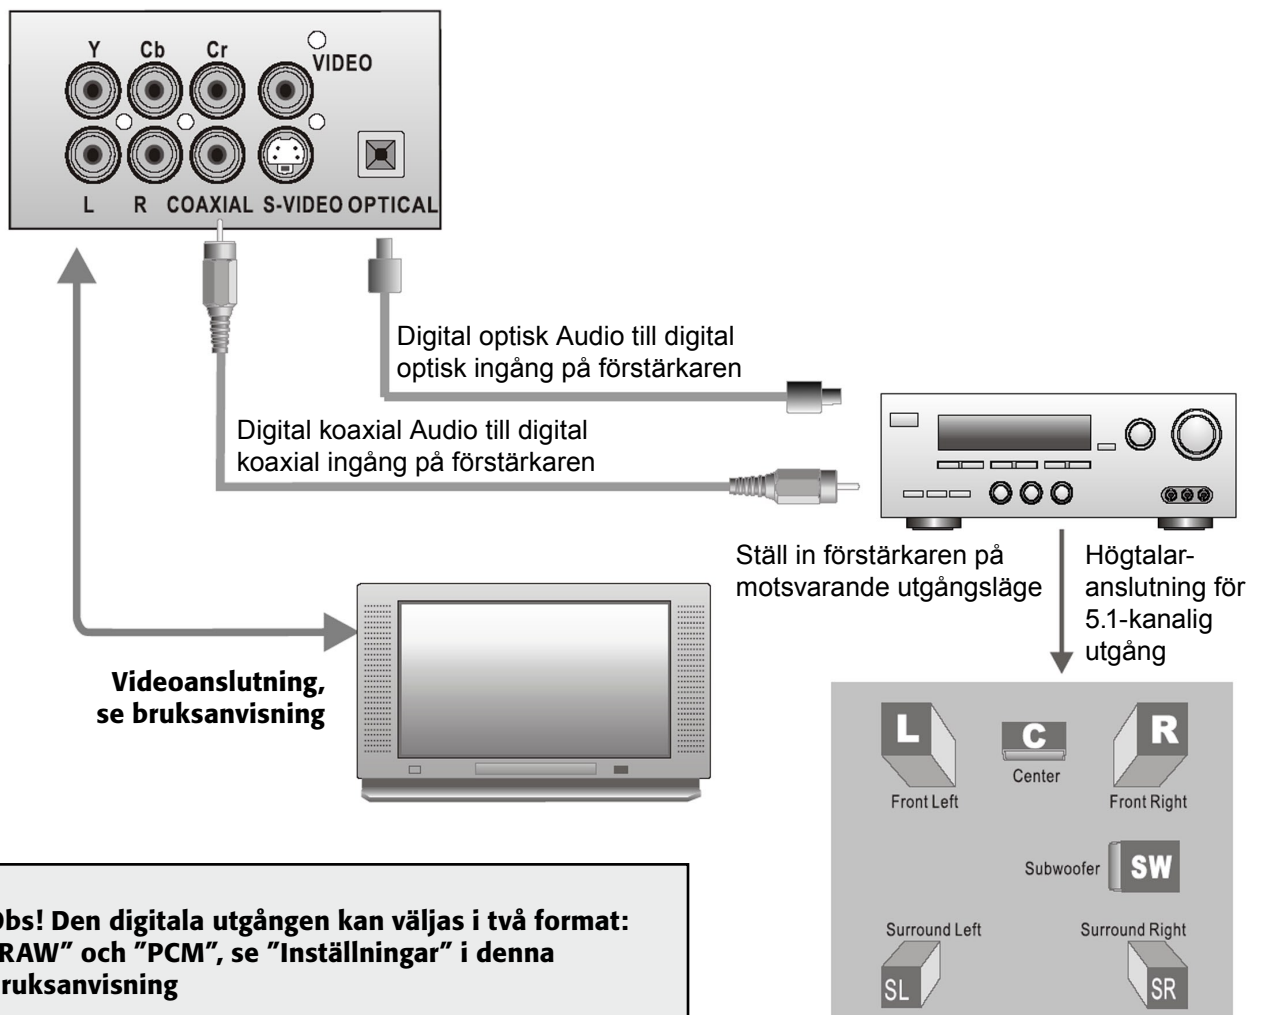 Y Cb Cr
VIDEO
L R COAXIAL S-VIDEO OPTICAL
Digital optisk Audio till digital
optisk ingång på förstärkaren
Digital koaxial Audio till digital
koaxial ingång på förstärkaren
Ställ in förstärkaren på
motsvarande utgångsläge
Högtalar-
anslutning för
5.1-kanalig
utgång
Videoanslutning,
se bruksanvisning
L C R
Center
Front Left Front Right
Subwoofer SW
Surround Left Surround Right
SL SR
Obs! Den digitala utgången kan väljas i två format:
RAW” och ”PCM”, se ”Inställningar” i denna
ruksanvisning